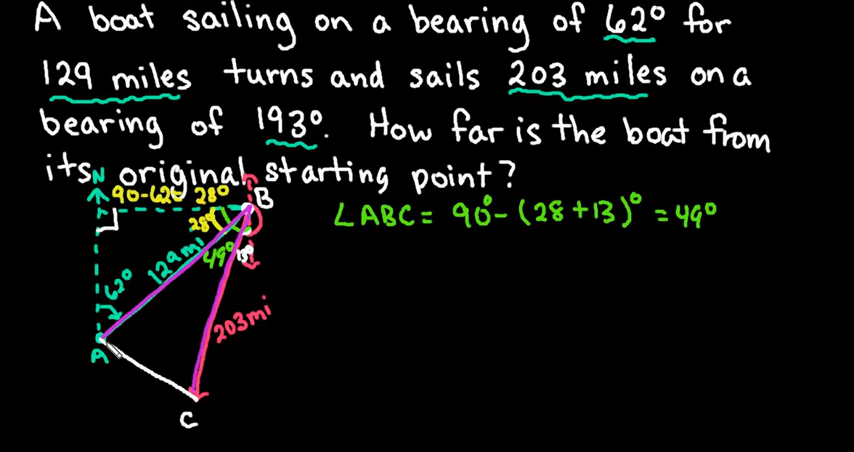 A boat sailing on a bearing of 62° for
129 miles turns and sails 203 miles on a
bearing of 193°. How far is the boat from
its original starting point?
N
90-62= 28°
B
∠ABC = 90° - (28 + 13)° = 49°
28°
49°
13°
129mi
62°
203mi
A
C